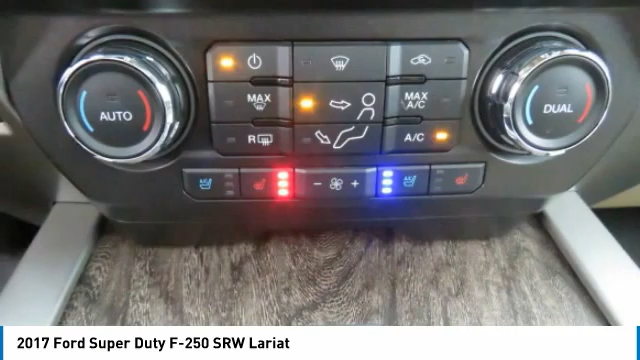 AUTO
MAX
R
MAX
A/C
A/C
DUAL
- +
2017 Ford Super Duty F-250 SRW Lariat